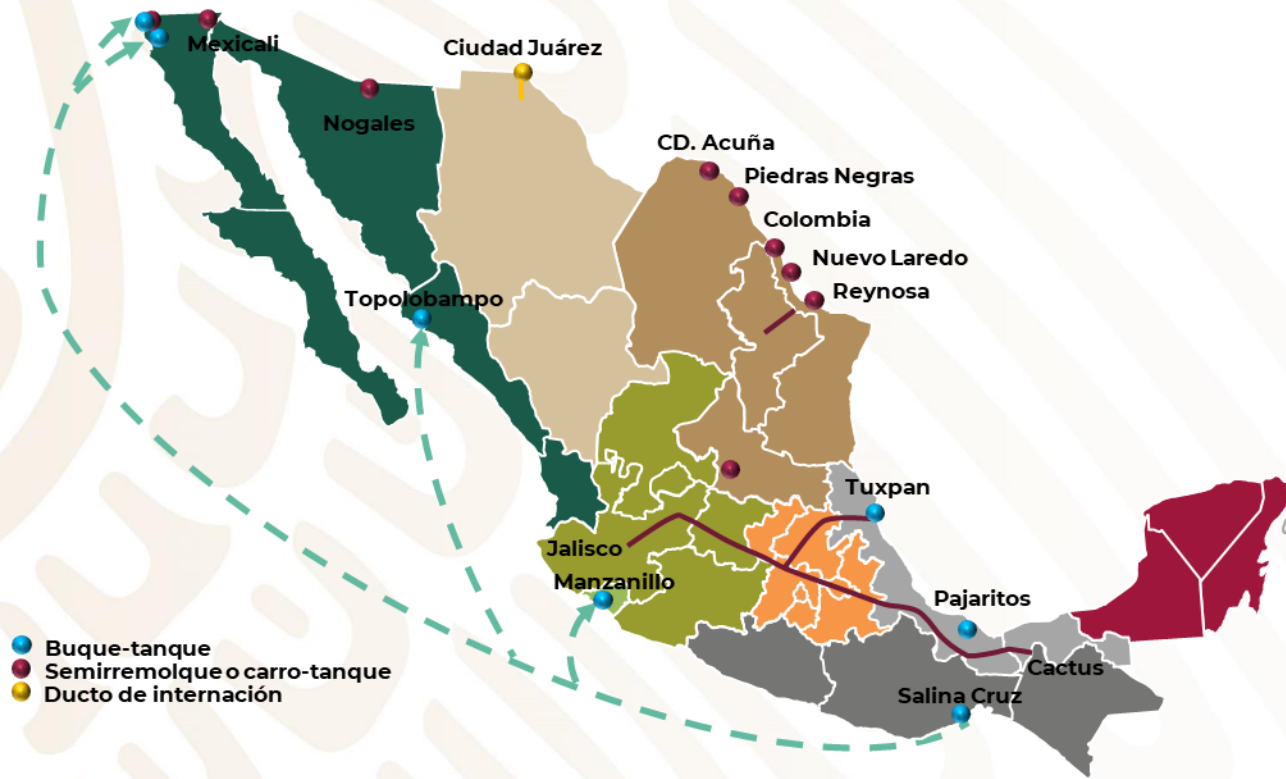 Mexicali
Ciudad Juárez
Nogales
CD. Acuña
Piedras Negras
Colombia
Nuevo Laredo
Reynosa
Topolobampo
Tuxpan
Jalisco
Manzanillo
Pajaritos
Cactus
Salina Cruz
Buque-tanque
Semirremolque o carro-tanque
Ducto de internación